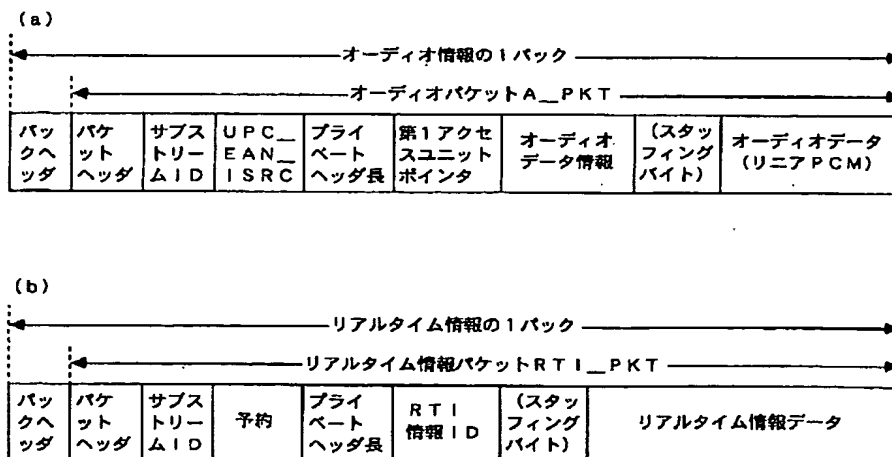 (a)
オーディオ情報の1パック
オーディオパケットA__PKT
パックヘッダ
パケットヘッダ
サブストリームID
UPC__EAN__ISRC
プライベートヘッダ長
第1アクセスユニットポインタ
オーディオデータ情報
(スタッフィングバイト)
オーディオデータ(リニアPCM)
(b)
リアルタイム情報の1パック
リアルタイム情報パケットRTI__PKT
パックヘッダ
パケットヘッダ
サブストリームID
予約
プライベートヘッダ長
RTI情報ID
(スタッフィングバイト)
リアルタイム情報データ